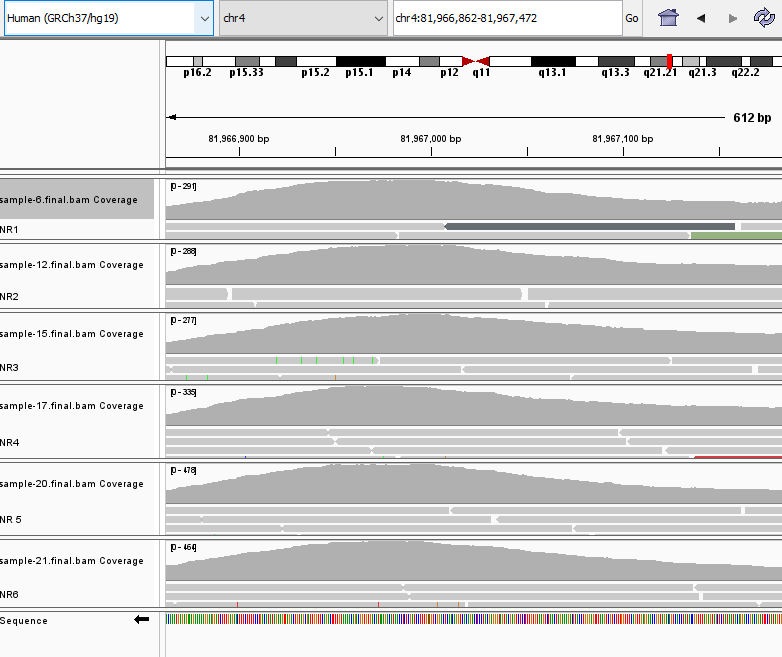 Human (GRCh37/hg19) chr4 chr4:81,966,862-81,967,472 Go
p16.2 p15.33 p15.2 p15.1 p14 p12 q11 q13.1 q13.3 q21.21 q21.3 q22.2
612 bp
81,966,900 bp 81,967,000 bp 81,967,100 bp
[0 - 291]
sample-6.final.bam Coverage
NR1
[0 - 288]
sample-12.final.bam Coverage
NR2
[0 - 277]
sample-15.final.bam Coverage
NR3
[0 - 335]
sample-17.final.bam Coverage
NR4
[0 - 478]
sample-20.final.bam Coverage
NR 5
[0 - 464]
sample-21.final.bam Coverage
NR6
Sequence